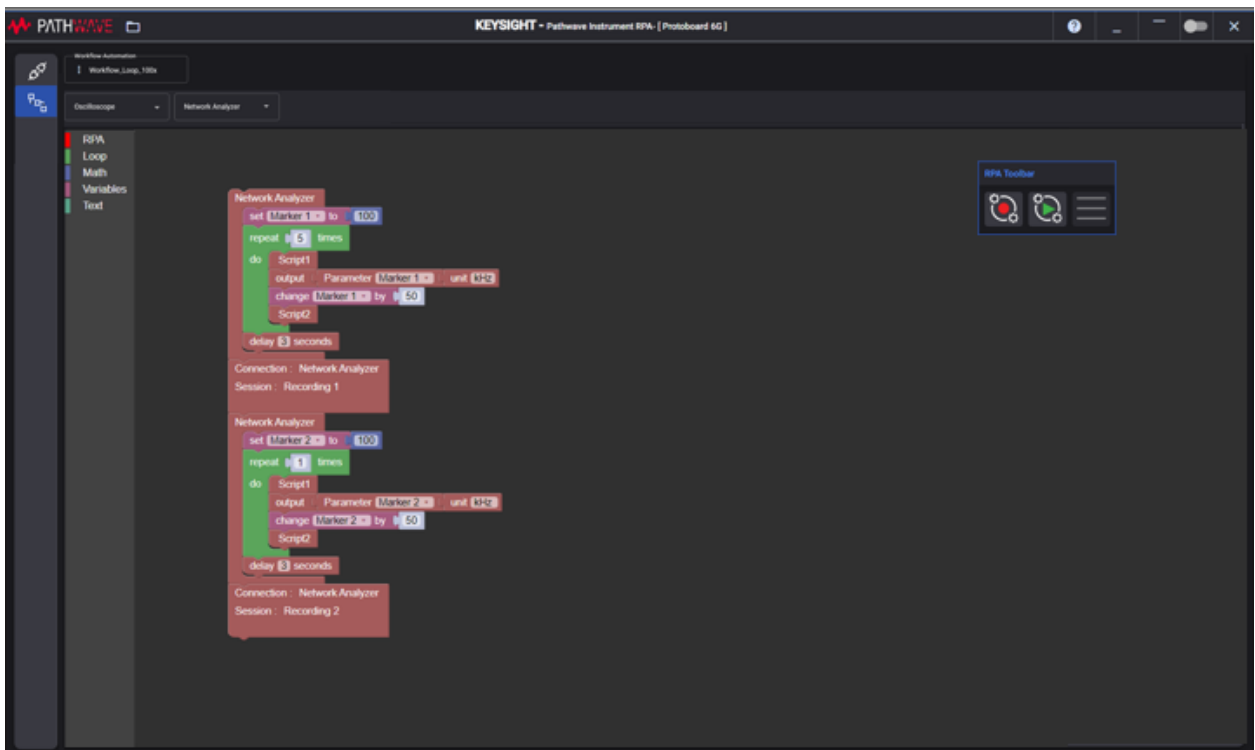 PATHWAVE
KEYSIGHT - Pathwave Instrument RPA- [ Protoboard 6G ]
Workflow Automation
Workflow_Loop_100x
Oscilloscope
Network Analyzer
RPA
Loop
Math
Variables
Text
RPA Toolbar
Network Analyzer
set Marker 1 to 100
repeat 5 times
do Script1
output Parameter Marker 1 unit kHz
change Marker 1 by 50
Script2
delay 3 seconds
Connection : Network Analyzer
Session : Recording 1
Network Analyzer
set Marker 2 to 100
repeat 1 times
do Script1
output Parameter Marker 2 unit kHz
change Marker 2 by 50
Script2
delay 3 seconds
Connection : Network Analyzer
Session : Recording 2